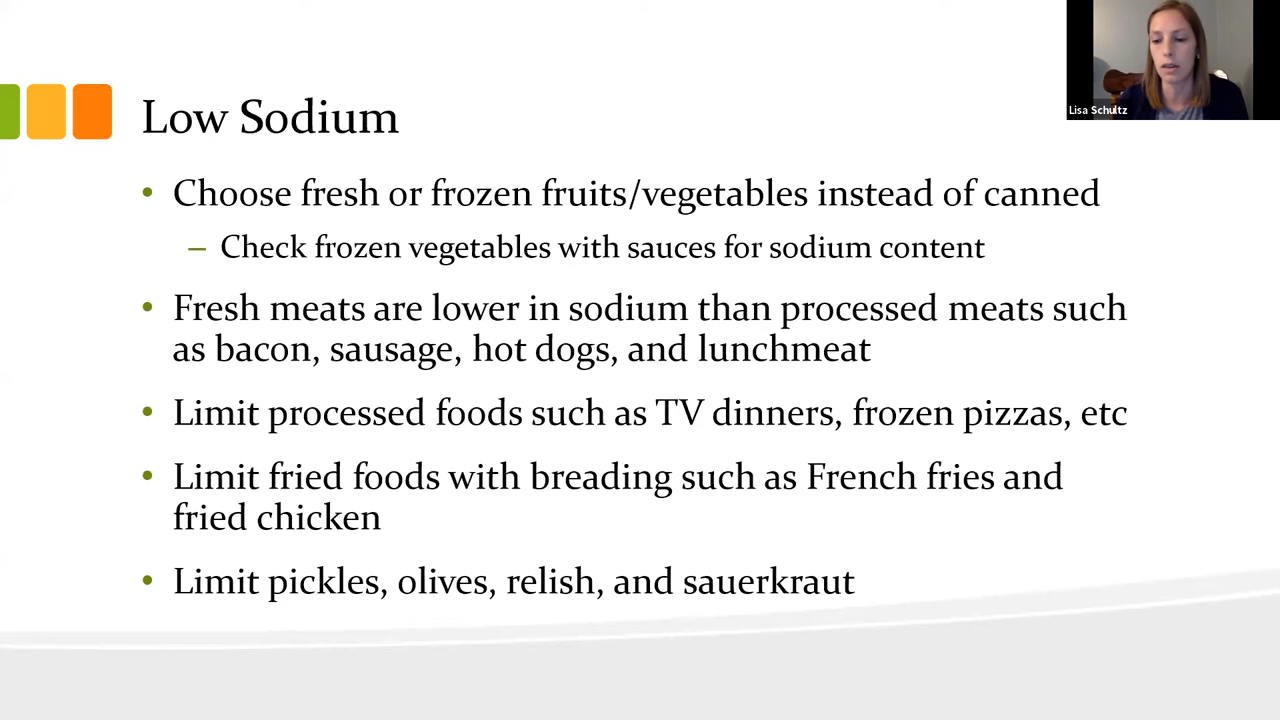 Lisa Schultz
Low Sodium
• Choose fresh or frozen fruits/vegetables instead of canned
– Check frozen vegetables with sauces for sodium content
• Fresh meats are lower in sodium than processed meats such
as bacon, sausage, hot dogs, and lunchmeat
• Limit processed foods such as TV dinners, frozen pizzas, etc
• Limit fried foods with breading such as French fries and
fried chicken
• Limit pickles, olives, relish, and sauerkraut